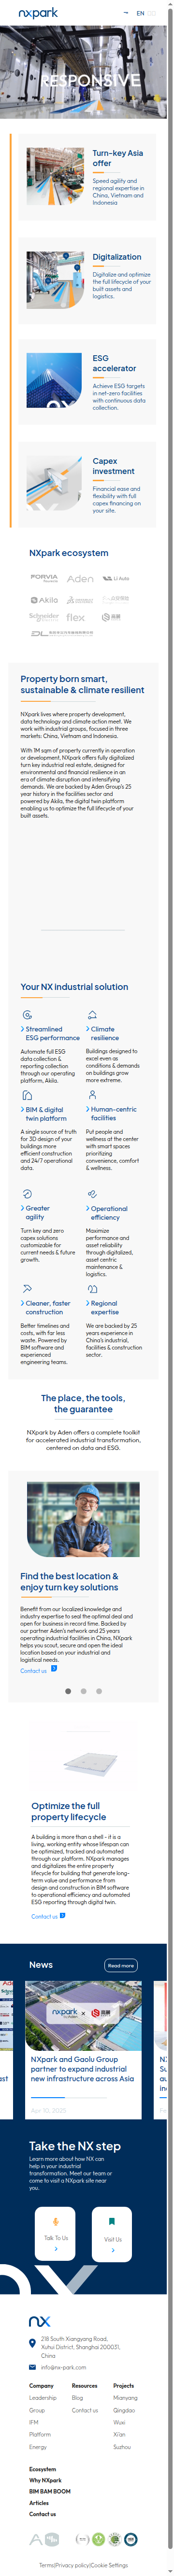 nxpark
EN
RESPONSIVE
Turn-key Asia
offer
Speed agility and
regional expertise in
China, Vietnam and
Indonesia
Digitalization
Digitalize and optimize
the full lifecycle of your
built assets and
logistics.
ESG
accelerator
Achieve ESG targets
in net-zero facilities
with continuous data
collection.
Capex
investment
Financial ease and
flexibility with full
capex financing on
your site.
NXpark ecosystem
FORVIA
Aden
Li Auto
Akila
Schneider
flex
Property born smart,
sustainable & climate resilient
NXpark lives where property development,
data technology and climate action meet. We
work with industrial groups, focused in three
markets: China, Vietnam and Indonesia.
With 1M sqm of property currently in operation
or development, NXpark offers fully digitalized
turn key industrial real estate, designed for
environmental and financial resilience in an
era of climate disruption and intensifying
demands. We are backed by Aden Group's 25
year history in the facilities sector and
powered by Akila, the digital twin platform
enabling us to optimize the full lifecycle of your
built assets.
Your NX industrial solution
Streamlined
ESG performance
Automate full ESG
data collection &
reporting collection
through our operating
platform, Akila.
Climate
resilience
Buildings designed to
excel even as
conditions & demands
on buildings grow
more extreme.
BIM & digital
twin platform
A single source of truth
for 3D design of your
buildings more
efficient construction
and 24/7 operational
data.
Human-centric
facilities
Put people and
wellness at the center
with smart spaces
prioritizing
convenience, comfort
& wellness.
Greater
agility
Turn key and zero
capex solutions
customizable for
current needs & future
growth.
Operational
efficiency
Maximize
performance and
asset reliability
through digitalized,
asset centric
maintenance &
logistics.
Cleaner, faster
construction
Better timelines and
costs, with far less
waste. Powered by
BIM software and
experienced
engineering teams.
Regional
expertise
We are backed by 25
years experience in
China's industrial,
facilities & construction
sector.
The place, the tools,
the guarantee
NXpark by Aden offers a complete toolkit
for accelerated industrial transformation,
centered on data and ESG.
Find the best location &
enjoy turn key solutions
Benefit from our localized knowledge and
industry expertise to seal the optimal deal and
open for business in record time. Backed by
our partner Aden's network and 25 years
operating industrial facilities in China, NXpark
helps you scout, secure and open the ideal
location based on your industrial and
logistical needs.
Contact us
Optimize the full
property lifecycle
A building is more than a shell - it is a
living, working entity whose lifespan can
be optimized, tracked and automated
through our platform. NXpark manages
and digitalizes the entire property
lifecycle for buildings that generate long-
term value and performance from
design and construction in BIM software
to operational efficiency and automated
ESG reporting through digital twin.
Contact us
News
Read more
nxpark x
NXpark and Gaolu Group
partner to expand industrial
new infrastructure across Asia
Apr 10, 2025
Take the NX step
Learn more about how NX can
help in your industrial
transformation. Meet our team or
come to visit a NXpark site near
you.
Talk To Us
Visit Us
218 South Xiangyang Road,
Xuhui District, Shanghai 200031,
China
info@nx-park.com
Company
Leadership
Group
IFM
Platform
Energy
Resources
Blog
Contact us
Projects
Mianyang
Qingdao
Wuxi
Xi'an
Suzhou
Ecosystem
Why NXpark
BIM BAM BOOM
Articles
Contact us
Terms|Privacy policy|Cookie Settings